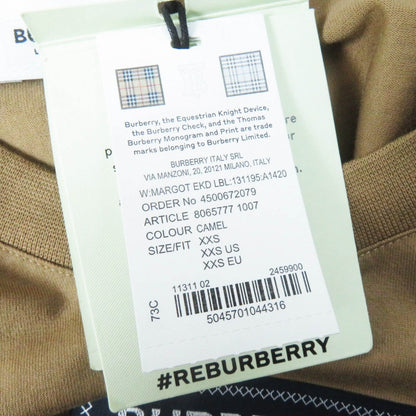 Burberry, the Equestrian Knight Device,
the Burberry Check, and the Thomas
Burberry Monogram and Print are trade
marks belonging to Burberry Limited.
BURBERRY ITALY SRL
VIA MANZONI, 20, 20121 MILANO, ITALY
W:MARGOT EKD LBL:131195:A1420
ORDER No 4500672079
ARTICLE 8065777 1007
COLOUR CAMEL
SIZE/FIT XXS
XXS US
XXS EU
73C
11311 02 2459900
5045701044316
#REBURBERRY